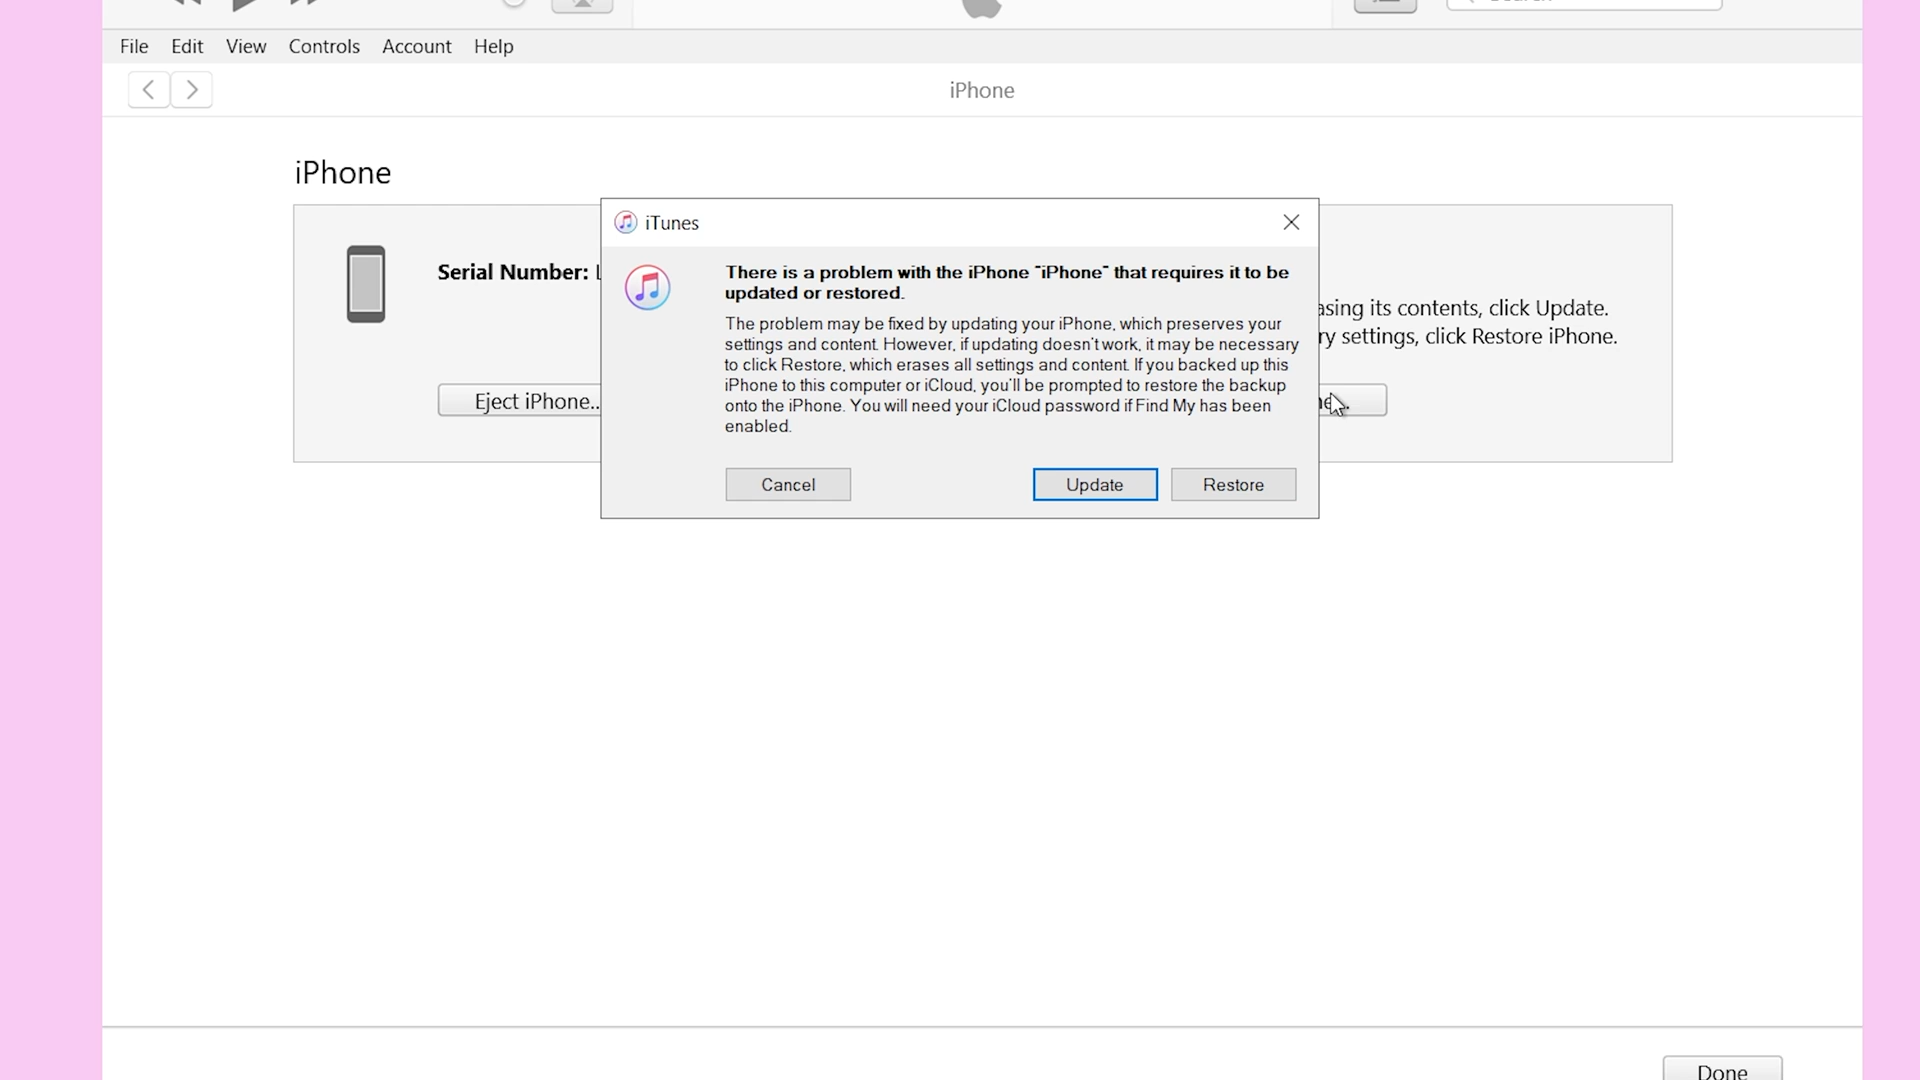 File Edit View Controls Account Help
iPhone
iPhone
iTunes
Serial Number:
There is a problem with the iPhone "iPhone" that requires it to be
updated or restored.
The problem may be fixed by updating your iPhone, which preserves your
settings and content. However, if updating doesn't work, it may be necessary
to click Restore, which erases all settings and content. If you backed up this
iPhone to this computer or iCloud, you'll be prompted to restore the backup
onto the iPhone. You will need your iCloud password if Find My has been
enabled.
its contents, click Update.
settings, click Restore iPhone.
Eject iPhone..
Cancel Update Restore
Done